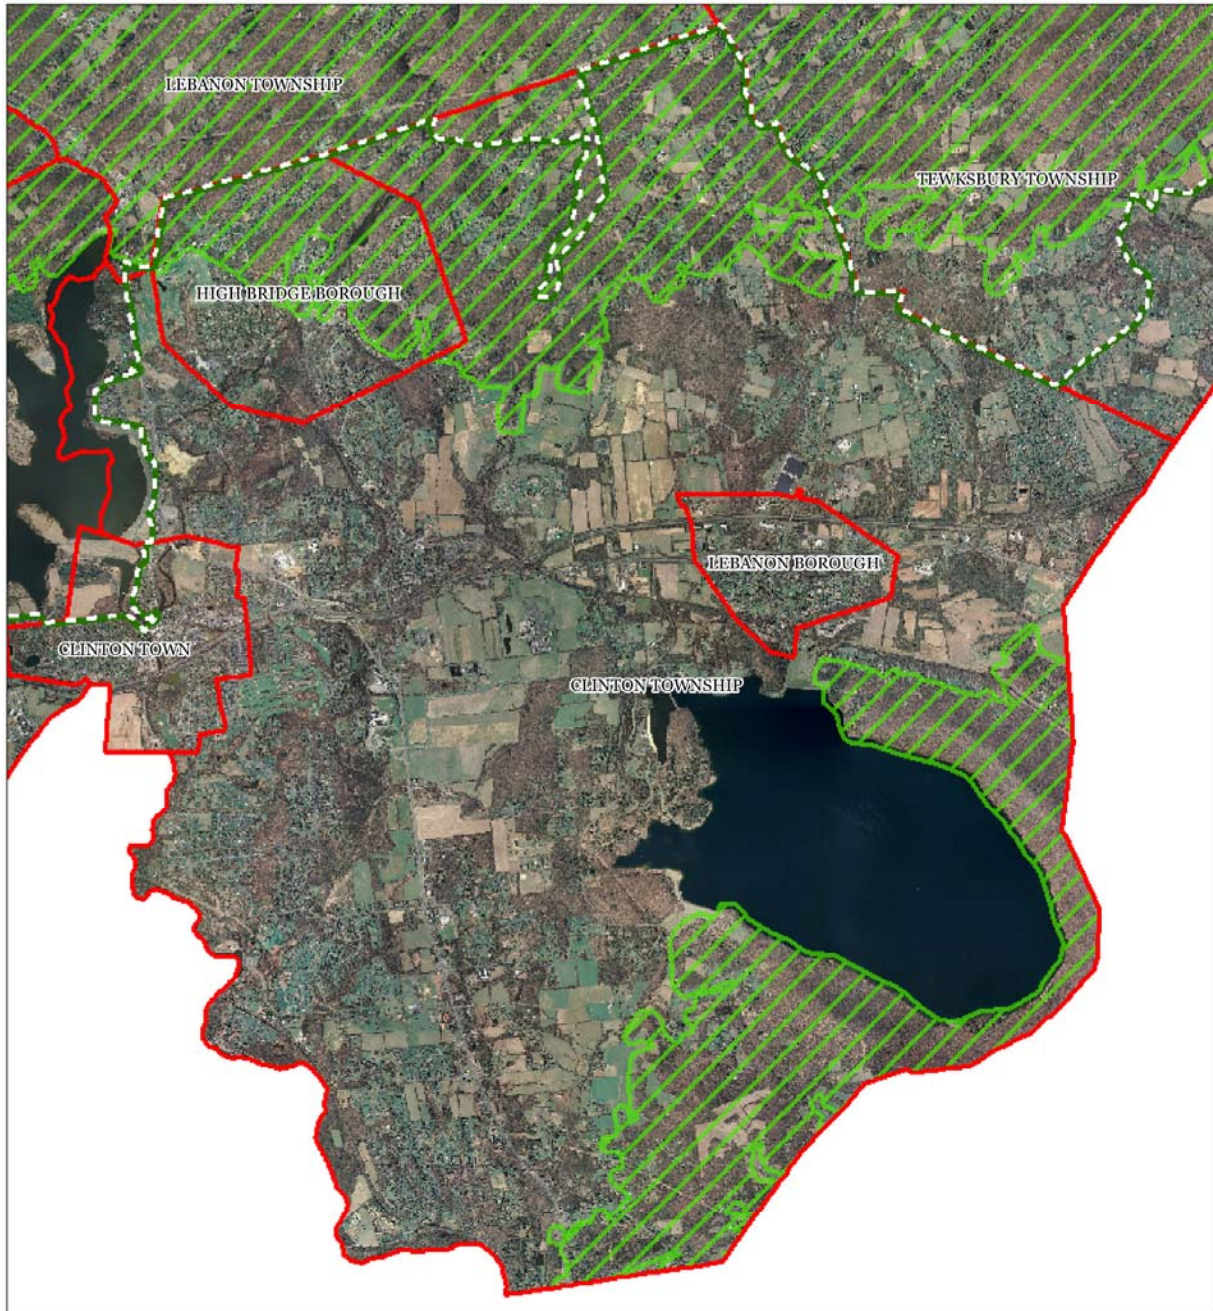 LEBANON TOWNSHIP
TEWKSBURY TOWNSHIP
HIGH BRIDGE BOROUGH
LEBANON BOROUGH
CLINTON TOWN
CLINTON TOWNSHIP